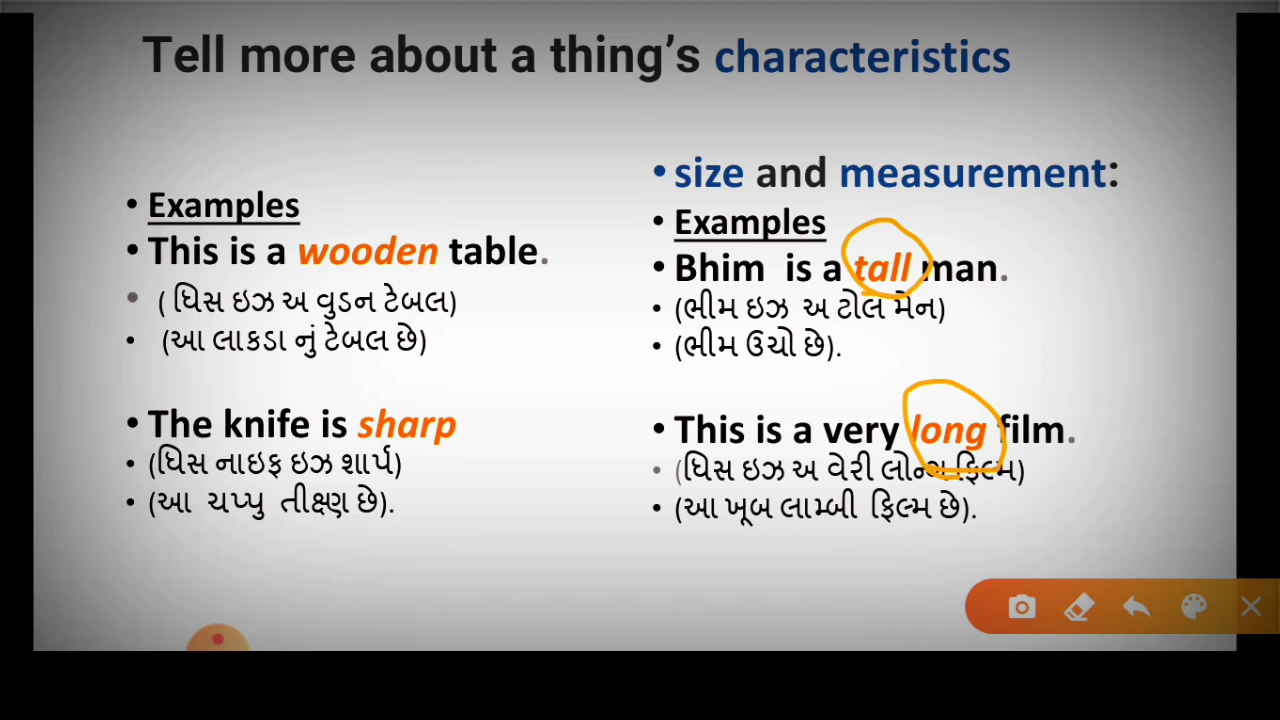 Tell more about a thing's characteristics
• Examples
• This is a wooden table.
• ( ધિસ ઇઝ અ વુડન ટેબલ)
• (આ લાકડા નું ટેબલ છે)
• The knife is sharp
• (ધિસ નાઇફ ઇઝ શાર્પ)
• (આ ચપ્પુ તીક્ષ્ણ છે).
• size and measurement:
• Examples
• Bhim is a tall man.
• (ભીમ ઇઝ અ ટોલ મેન)
• (ભીમ ઉચો છે).
• This is a very long film.
• (ધિસ ઇઝ અ વેરી લોન્ગ ફિલ્મ)
• (આ ખૂબ લામ્બી ફિલ્મ છે).